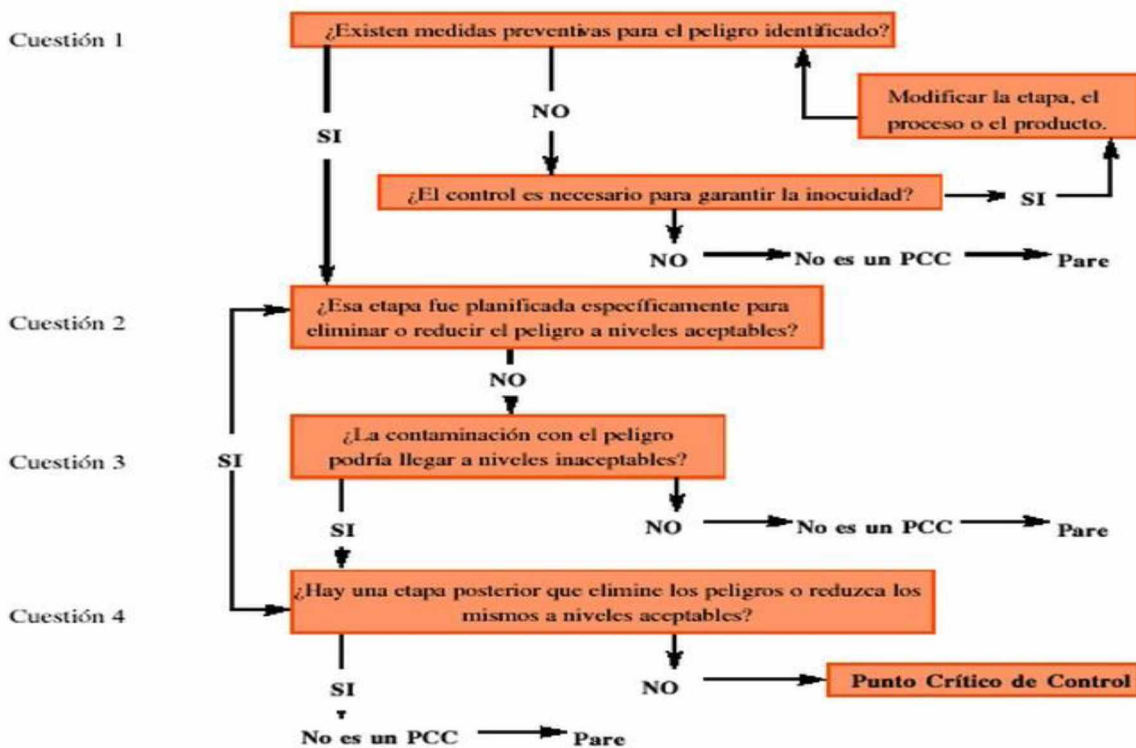 Cuestión 1
¿Existen medidas preventivas para el peligro identificado?
Modificar la etapa, el
proceso o el producto.
NO
SI
¿El control es necesario para garantir la inocuidad?
SI
NO
No es un PCC
Pare
Cuestión 2
¿Esa etapa fue planificada específicamente para
eliminar o reducir el peligro a niveles aceptables?
NO
Cuestión 3
SI
¿La contaminación con el peligro
podría llegar a niveles inaceptables?
SI
NO
No es un PCC
Pare
Cuestión 4
¿Hay una etapa posterior que elimine los peligros o reduzca los
mismos a niveles aceptables?
SI
NO
Punto Crítico de Control
No es un PCC
Pare